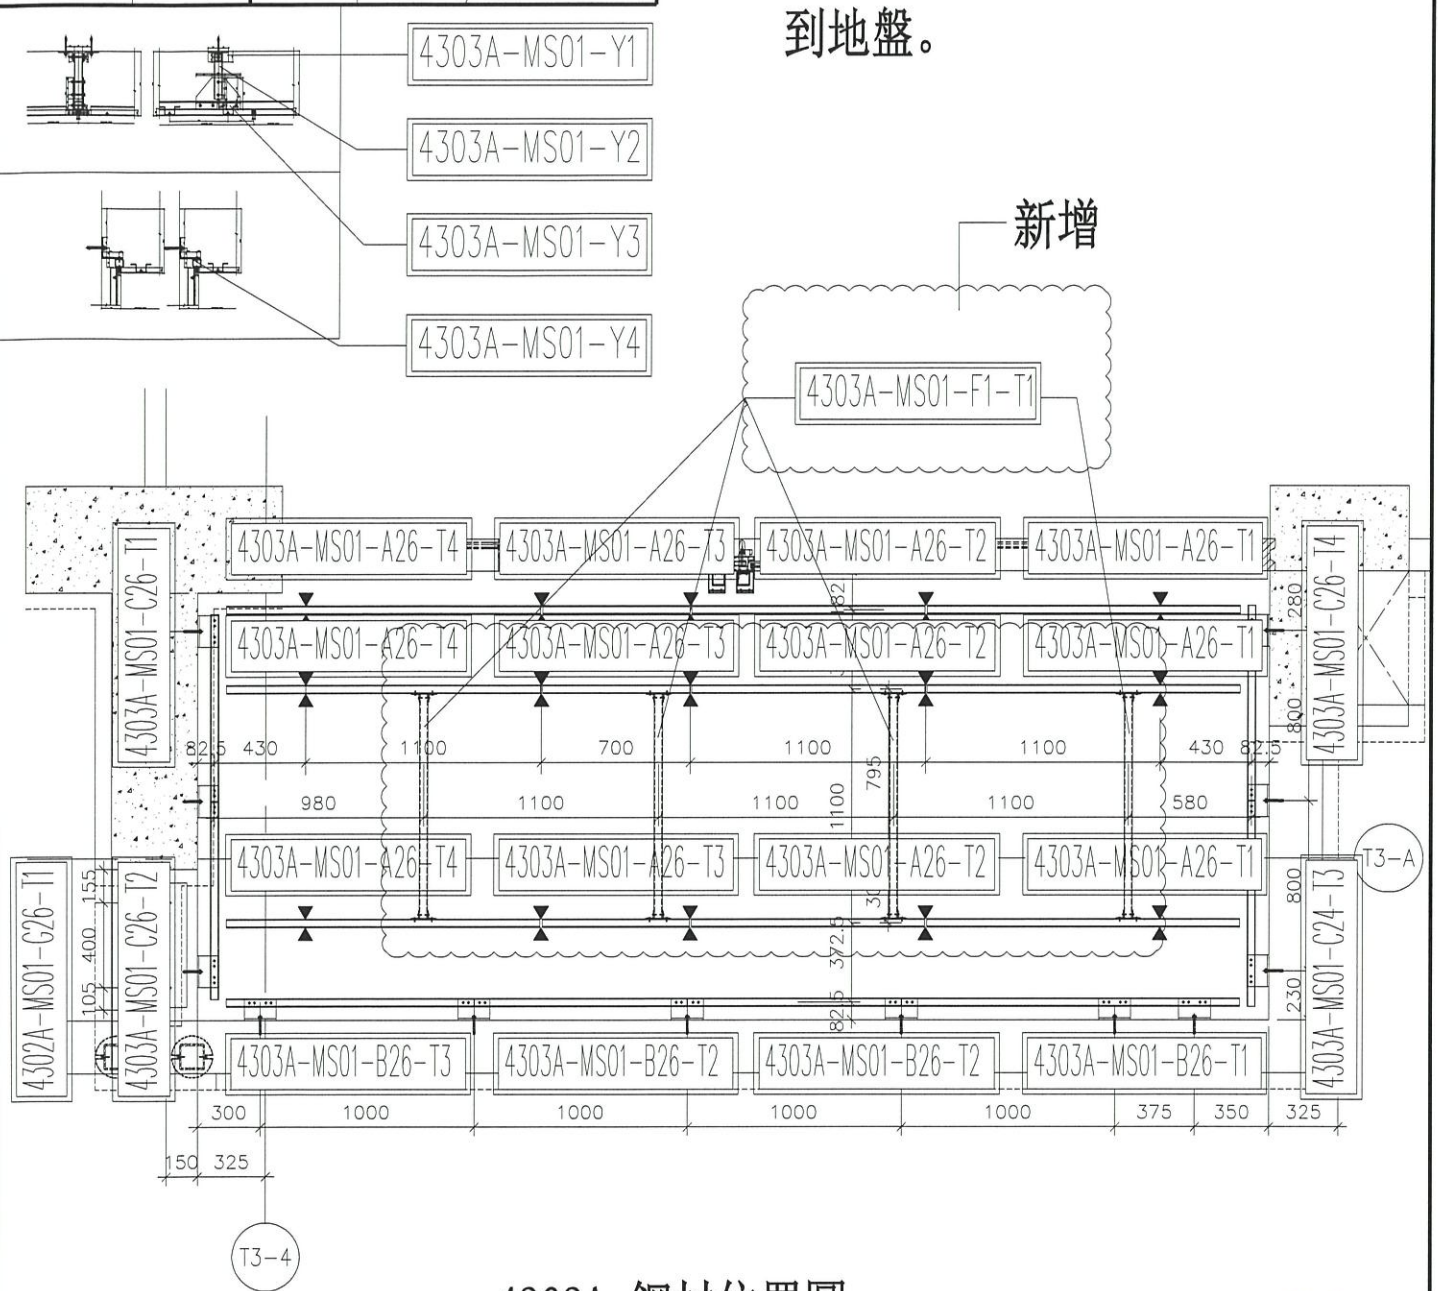 到地盤。
4303A-MS01-Y1
4303A-MS01-Y2
4303A-MS01-Y3
4303A-MS01-Y4
新增
4303A-MS01-F1-T1
4303A-MS01-C26-T1
4303A-MS01-A26-T4
4303A-MS01-A26-T3
4303A-MS01-A26-T2
4303A-MS01-A26-T1
4303A-MS01-C26-T4
280
4303A-MS01-A26-T4
4303A-MS01-A26-T3
4303A-MS01-A26-T2
4303A-MS01-A26-T1
800
82.5 430 1100 700 1100 1100 430 82.5
795
980 1100 1100 1100 580
1100
4303A-MS01-A26-T4
4303A-MS01-A26-T3
4303A-MS01-A26-T2
4303A-MS01-A26-T1
T3-A
4302A-MS01-G26-T1
155
400
105
4303A-MS01-C26-T2
372.5
82.5
800
230
4303A-MS01-C24-T3
4303A-MS01-B26-T3
4303A-MS01-B26-T2
4303A-MS01-B26-T2
4303A-MS01-B26-T1
300 1000 1000 1000 1000 375 350 325
150 325
T3-4